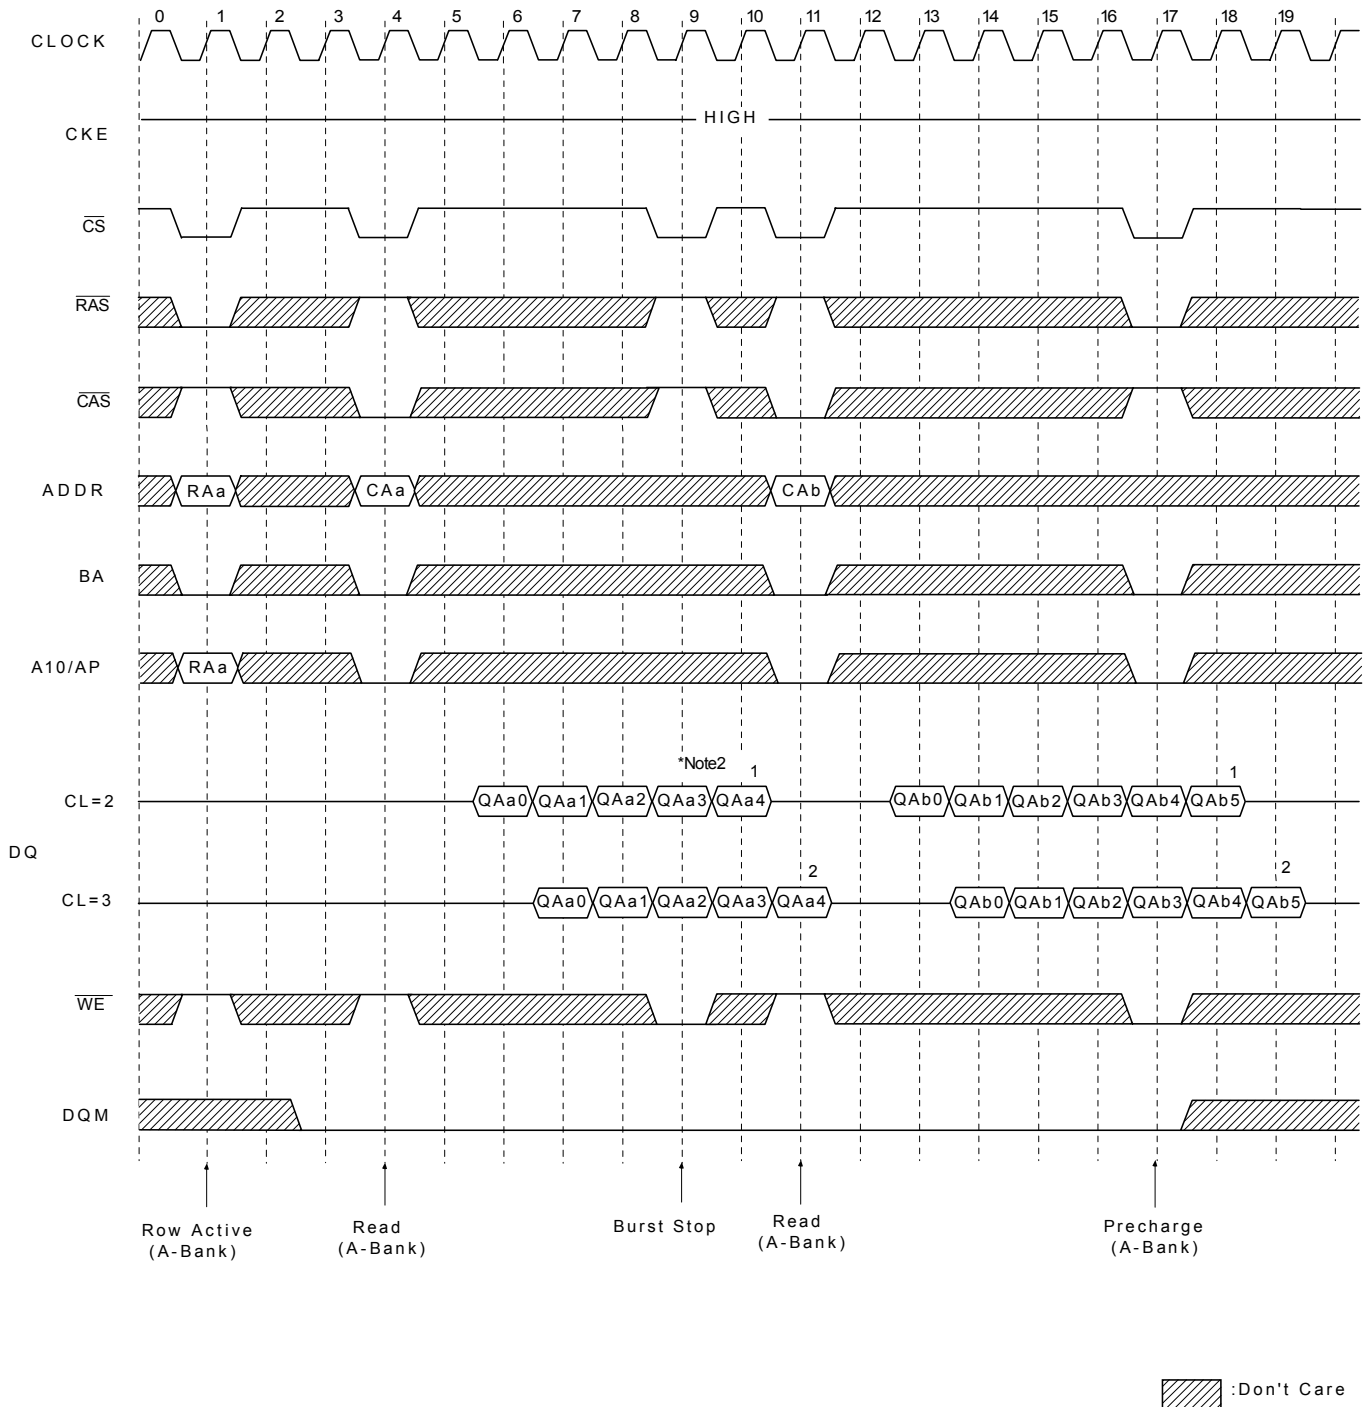 0 1 2 3 4 5 6 7 8 9 10 11 12 13 14 15 16 17 18 19
CLOCK
CKE HIGH
CS
RAS
CAS
ADDR RAa CAa CAb
BA
A10/AP RAa
*Note2 1 1
CL=2 QAa0 QAa1 QAa2 QAa3 QAa4 QAb0 QAb1 QAb2 QAb3 QAb4 QAb5
DQ
2 2
CL=3 QAa0 QAa1 QAa2 QAa3 QAa4 QAb0 QAb1 QAb2 QAb3 QAb4 QAb5
WE
DQM
Row Active (A-Bank)
Read (A-Bank)
Burst Stop
Read (A-Bank)
Precharge (A-Bank)
:Don't Care